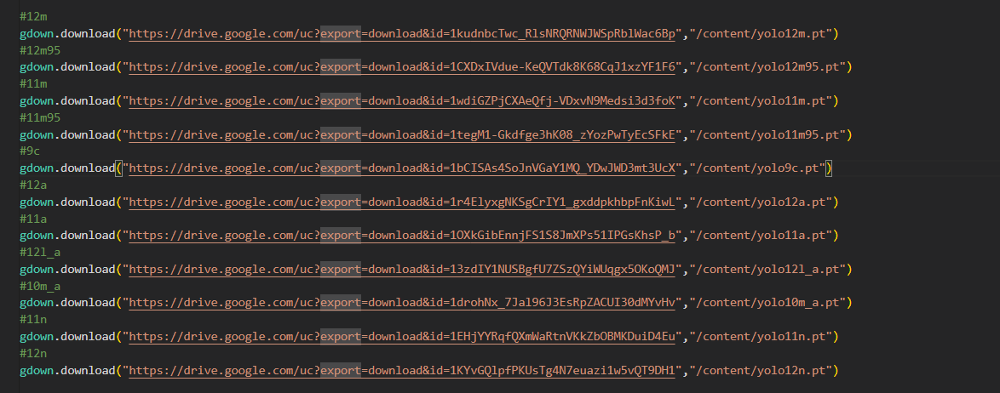 #12m
gdown.download("https://drive.google.com/uc?export=download&id=1kudnbcTwc_RlsNRQRNWJWSpRblWac6Bp","/content/yolo12m.pt")
#12m95
gdown.download("https://drive.google.com/uc?export=download&id=1CXDxIVdue-KeQVTdk8K68CqJ1xzYF1F6","/content/yolo12m95.pt")
#11m
gdown.download("https://drive.google.com/uc?export=download&id=1wdiGZPjCXAeQfj-VDxvN9Medsi3d3foK","/content/yolo11m.pt")
#11m95
gdown.download("https://drive.google.com/uc?export=download&id=1tegM1-Gkdfge3hK08_zYozPwTyEcSFkE","/content/yolo11m95.pt")
#9c
gdown.download("https://drive.google.com/uc?export=download&id=1bCISAs4SoJnVGaY1MQ_YDwJWD3mt3UcX","/content/yolo9c.pt")
#12a
gdown.download("https://drive.google.com/uc?export=download&id=1r4ElyxgNKSgCrIY1_gxddpkhbpFnKiwL","/content/yolo12a.pt")
#11a
gdown.download("https://drive.google.com/uc?export=download&id=1OXkGibEnnjFS1S8JmXPs51IPGsKhsP_b","/content/yolo11a.pt")
#12l_a
gdown.download("https://drive.google.com/uc?export=download&id=13zdIY1NUSBgfU7ZSzQYiWUqgx5OKoQMJ","/content/yolo12l_a.pt")
#10m_a
gdown.download("https://drive.google.com/uc?export=download&id=1drohNx_7Jal96J3EsRpZACUI30dMYvHv","/content/yolo10m_a.pt")
#11n
gdown.download("https://drive.google.com/uc?export=download&id=1EHjYYRqfQXmWaRtnVKkZbOBMKDuiD4Eu","/content/yolo11n.pt")
#12n
gdown.download("https://drive.google.com/uc?export=download&id=1KYvGQlpfPKUsTg4N7euazi1w5vQT9DH1","/content/yolo12n.pt")